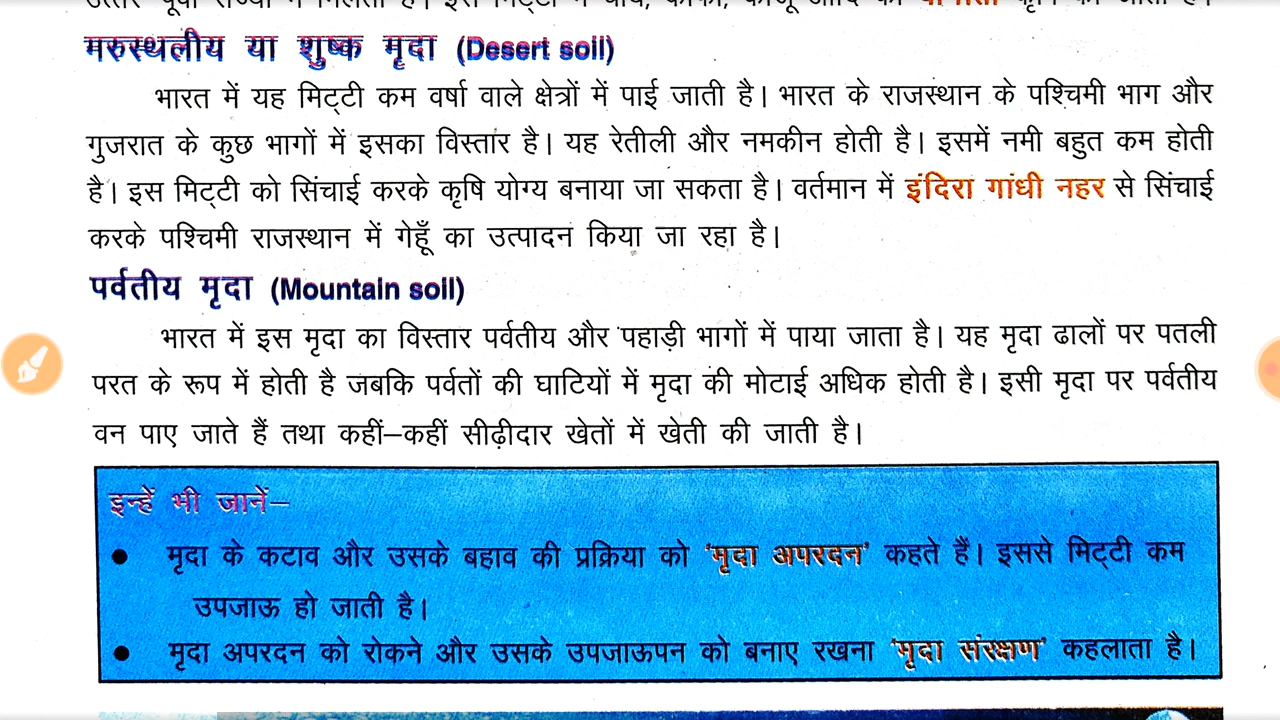 मरुस्थलीय या शुष्क मृदा (Desert soil)
भारत में यह मिट्टी कम वर्षा वाले क्षेत्रों में पाई जाती है। भारत के राजस्थान के पश्चिमी भाग और
गुजरात के कुछ भागों में इसका विस्तार है। यह रेतीली और नमकीन होती है। इसमें नमी बहुत कम होती
है। इस मिट्टी को सिंचाई करके कृषि योग्य बनाया जा सकता है। वर्तमान में इंदिरा गांधी नहर से सिंचाई
करके पश्चिमी राजस्थान में गेहूँ का उत्पादन किया जा रहा है।
पर्वतीय मृदा (Mountain soil)
भारत में इस मृदा का विस्तार पर्वतीय और पहाड़ी भागों में पाया जाता है। यह मृदा ढालों पर पतली
परत के रूप में होती है जबकि पर्वतों की घाटियों में मृदा की मोटाई अधिक होती है। इसी मृदा पर पर्वतीय
वन पाए जाते हैं तथा कहीं–कहीं सीढ़ीदार खेतों में खेती की जाती है।
इन्हें भी जानें–
● मृदा के कटाव और उसके बहाव की प्रक्रिया को 'मृदा अपरदन' कहते हैं। इससे मिट्टी कम
उपजाऊ हो जाती है।
● मृदा अपरदन को रोकने और उसके उपजाऊपन को बनाए रखना 'मृदा संरक्षण' कहलाता है।